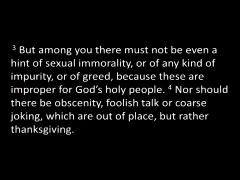 ³ But among you there must not be even a
hint of sexual immorality, or of any kind of
impurity, or of greed, because these are
improper for God’s holy people. ⁴ Nor should
there be obscenity, foolish talk or coarse
joking, which are out of place, but rather
thanksgiving.